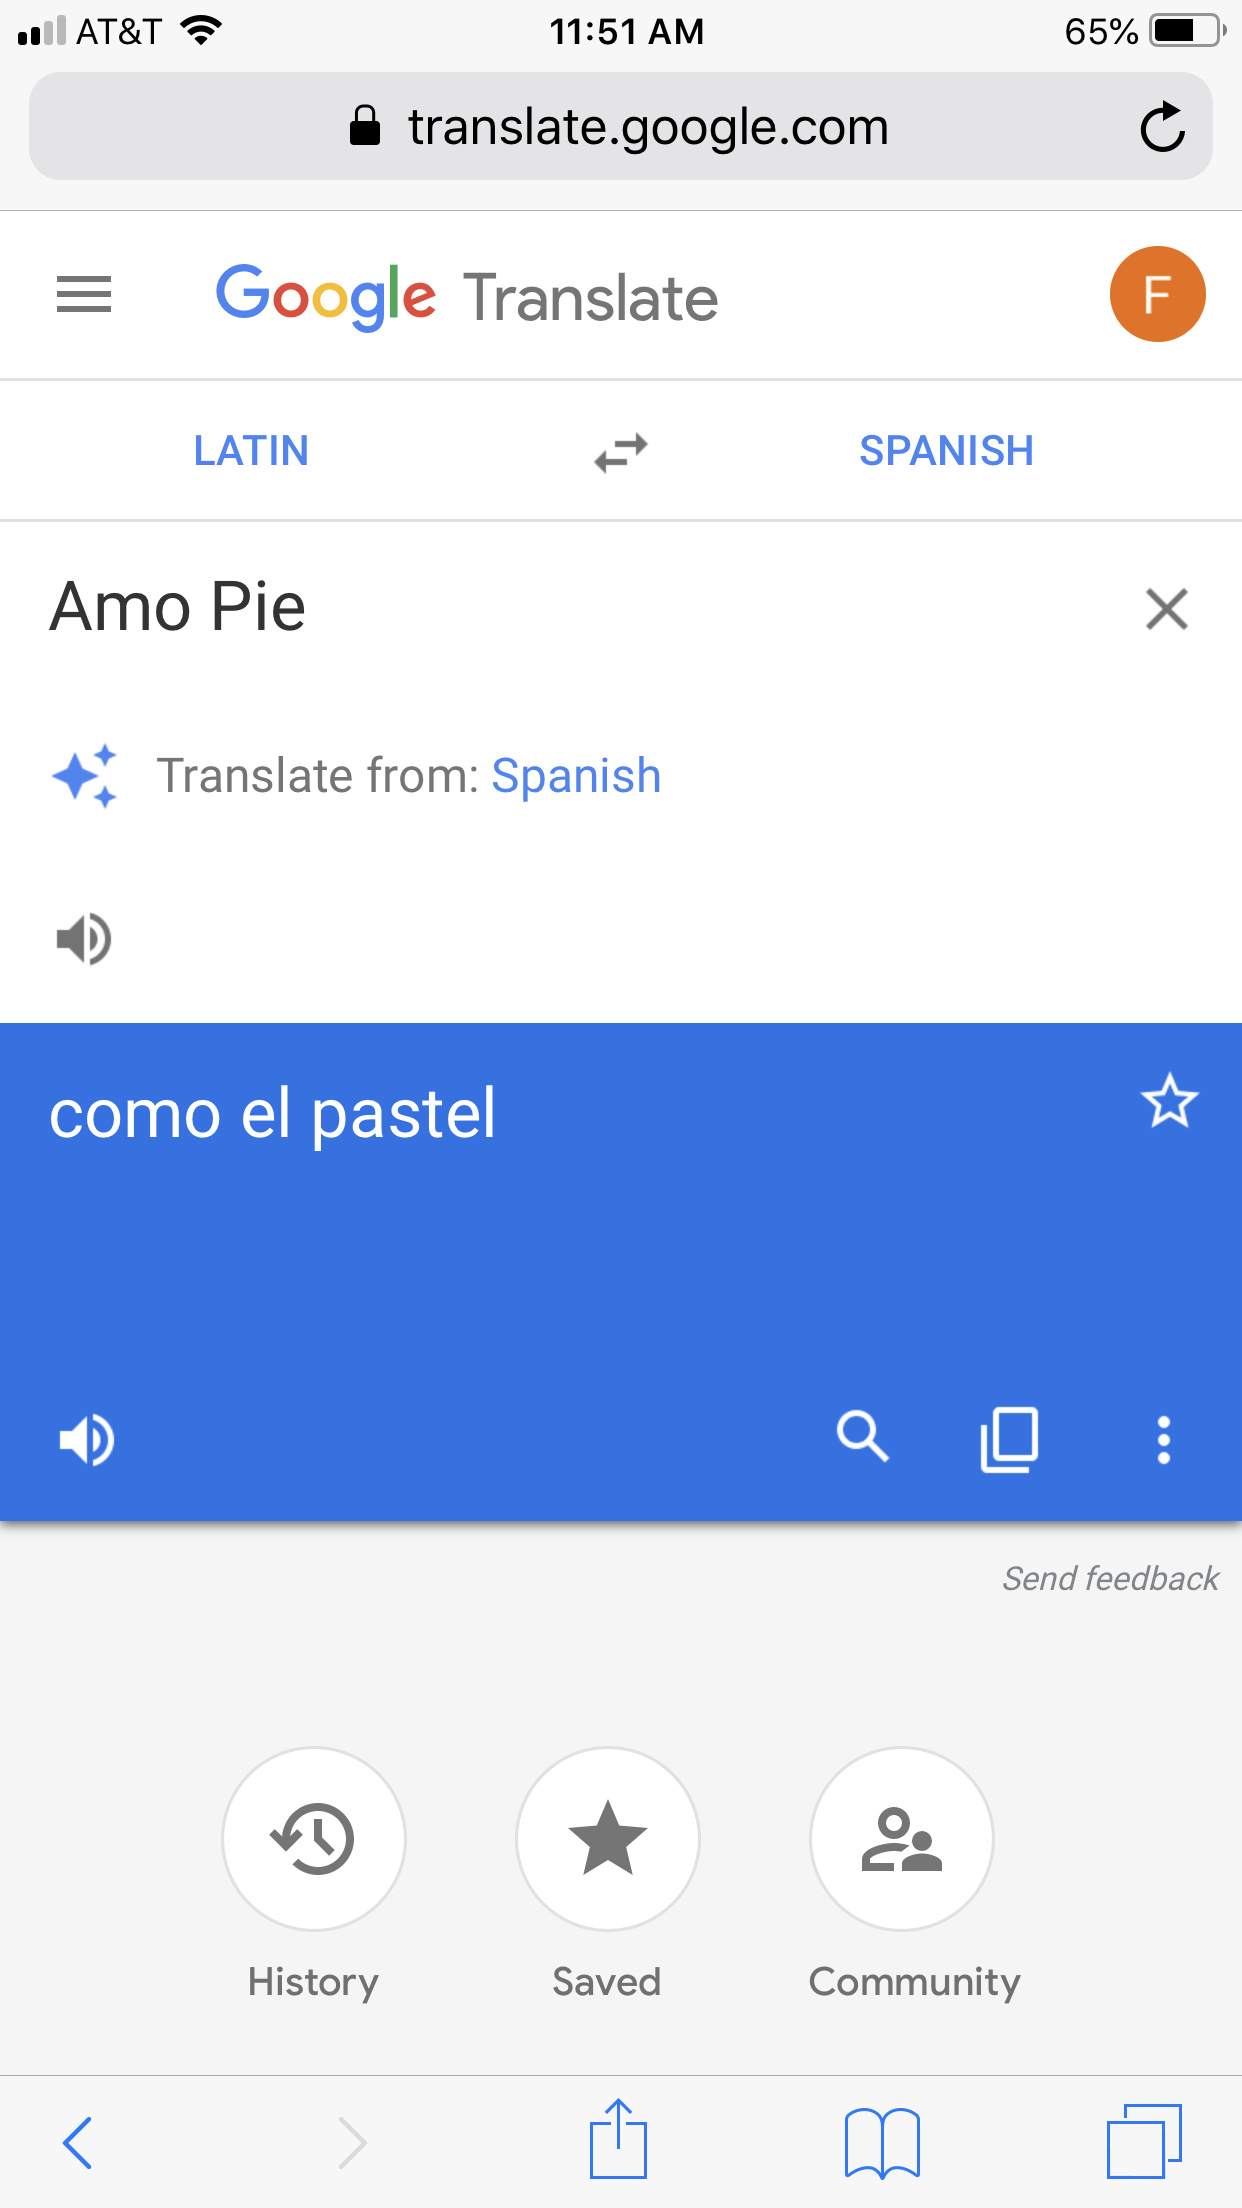 AT&T 11:51 AM 65%
translate.google.com
Google Translate F
LATIN SPANISH
Amo Pie
Translate from: Spanish
como el pastel
Send feedback
History Saved Community